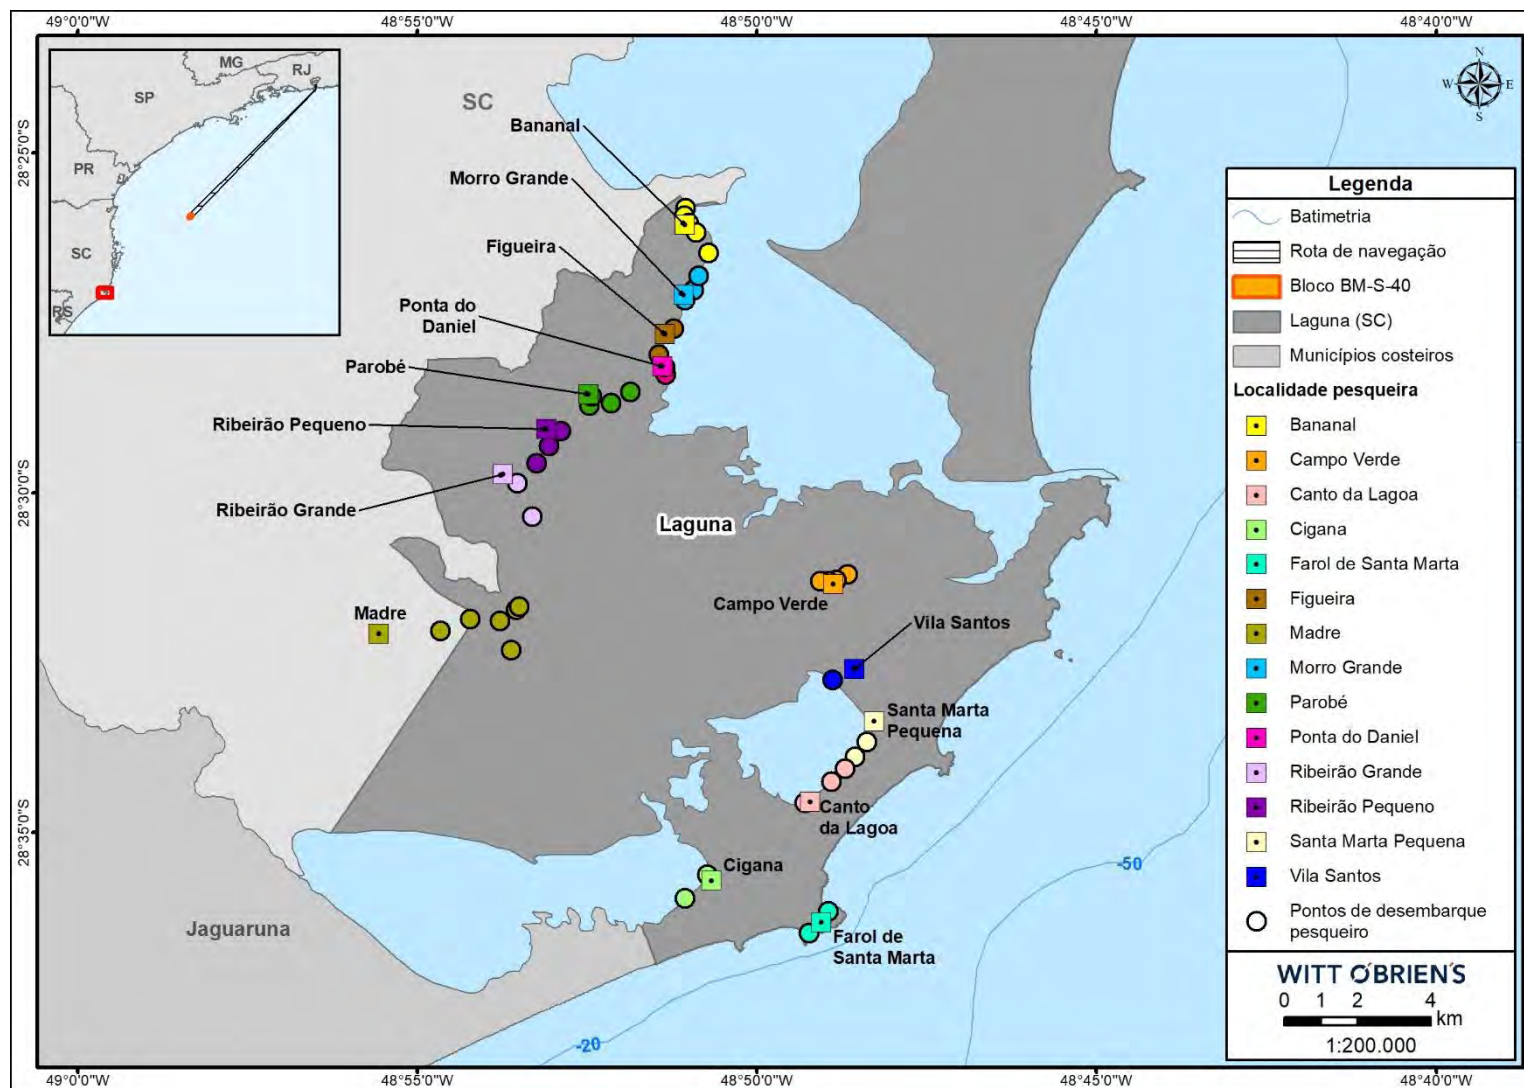 49°0'0"W 48°55'0"W 48°50'0"W 48°45'0"W 48°40'0"W
MG
RJ
SP
PR
SC
RS
SC
N
W E
S
28°25'0"S
28°30'0"S
28°35'0"S
Bananal
Morro Grande
Figueira
Ponta do
Daniel
Parobé
Ribeirão Pequeno
Ribeirão Grande
Laguna
Madre
Campo Verde
Vila Santos
Santa Marta
Pequena
Canto
da Lagoa
Cigana
Farol de
Santa Marta
Jaguaruna
-50
-20
Legenda
Batimetria
Rota de navegação
Bloco BM-S-40
Laguna (SC)
Municípios costeiros
Localidade pesqueira
Bananal
Campo Verde
Canto da Lagoa
Cigana
Farol de Santa Marta
Figueira
Madre
Morro Grande
Parobé
Ponta do Daniel
Ribeirão Grande
Ribeirão Pequeno
Santa Marta Pequena
Vila Santos
Pontos de desembarque
pesqueiro
WITT O'BRIEN'S
0 1 2 4
km
1:200.000
49°0'0"W 48°55'0"W 48°50'0"W 48°45'0"W 48°40'0"W